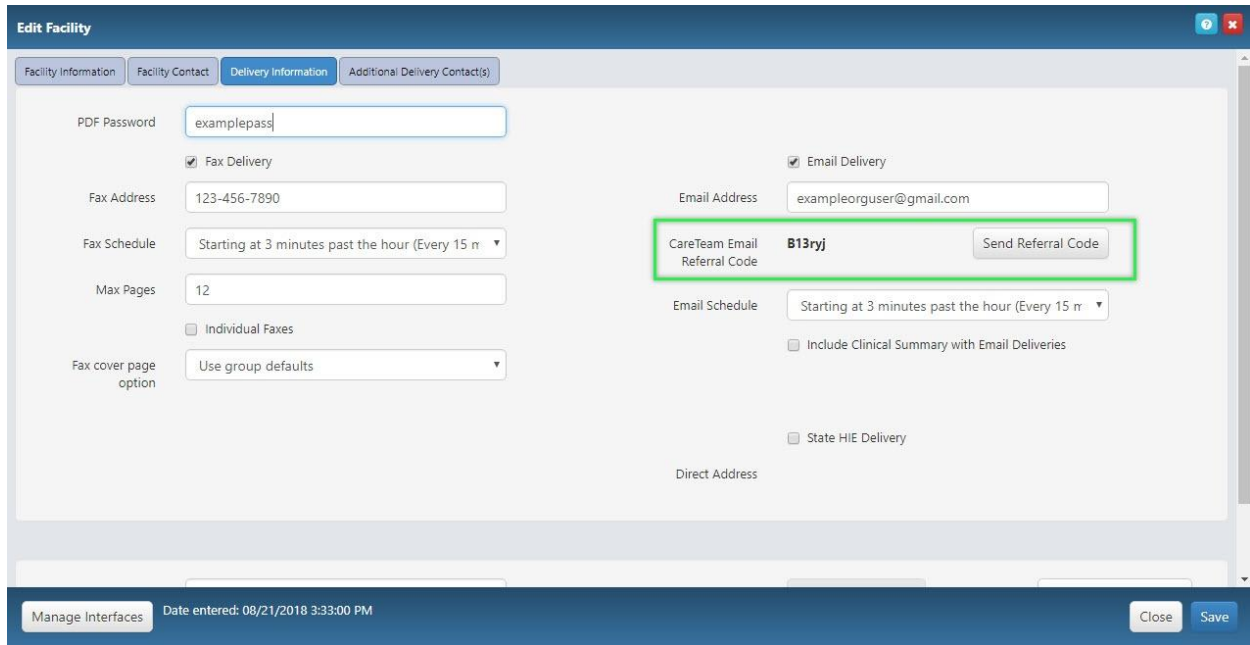 Edit Facility
Facility Information
Facility Contact
Delivery Information
Additional Delivery Contact(s)
PDF Password
examplepass
Fax Delivery
Fax Address
123-456-7890
Fax Schedule
Starting at 3 minutes past the hour (Every 15 m
Max Pages
12
Individual Faxes
Fax cover page
option
Use group defaults
Email Delivery
Email Address
exampleorguser@gmail.com
CareTeam Email
Referral Code
B13ryj
Send Referral Code
Email Schedule
Starting at 3 minutes past the hour (Every 15 m
Include Clinical Summary with Email Deliveries
State HIE Delivery
Direct Address
Manage Interfaces
Date entered: 08/21/2018 3:33:00 PM
Close
Save